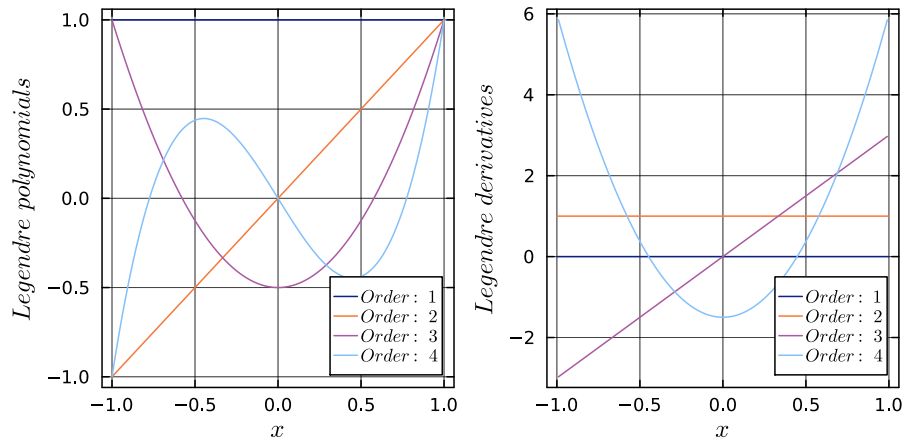 Legendre polynomials
1.0
0.5
0.0
−0.5
−1.0
−1.0 −0.5 0.0 0.5 1.0
x
Order : 1
Order : 2
Order : 3
Order : 4
Legendre derivatives
6
4
2
0
−2
−1.0 −0.5 0.0 0.5 1.0
x
Order : 1
Order : 2
Order : 3
Order : 4